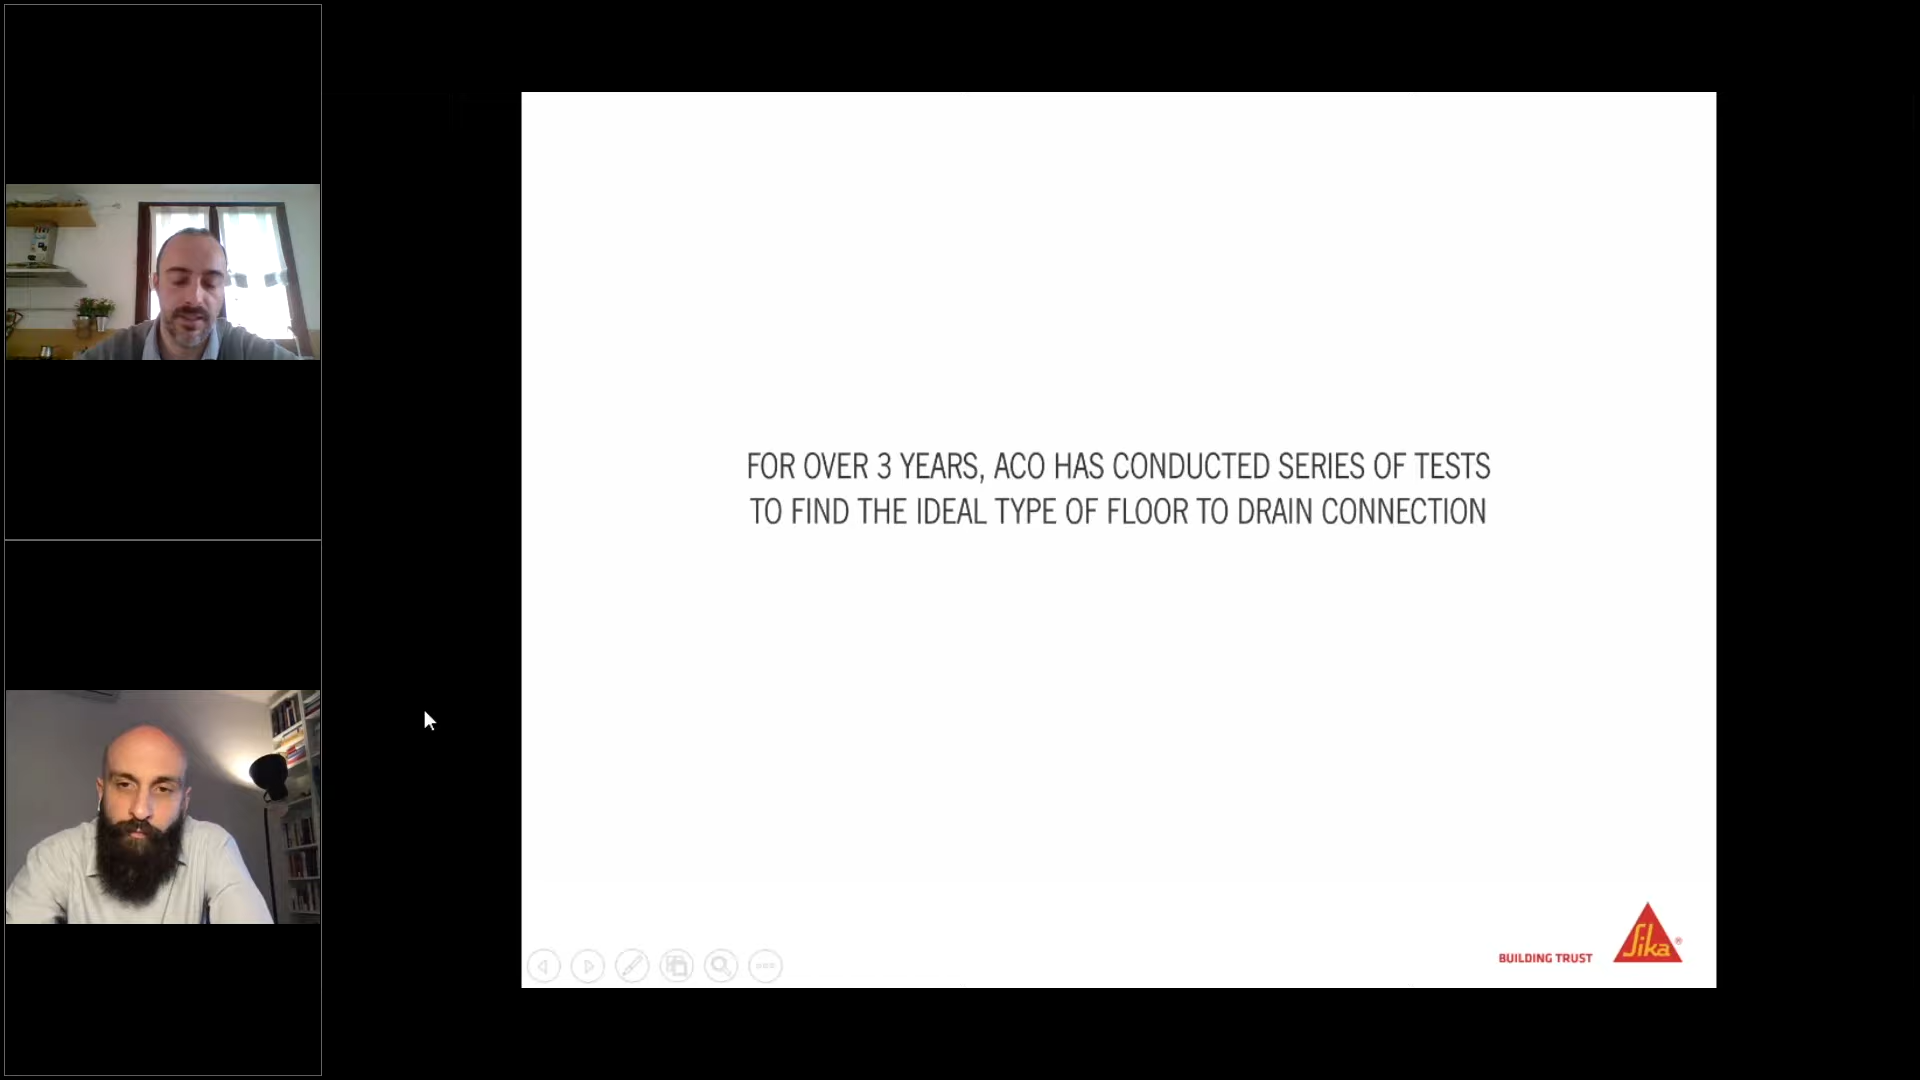 FOR OVER 3 YEARS, ACO HAS CONDUCTED SERIES OF TESTS
TO FIND THE IDEAL TYPE OF FLOOR TO DRAIN CONNECTION
BUILDING TRUST
Sika®